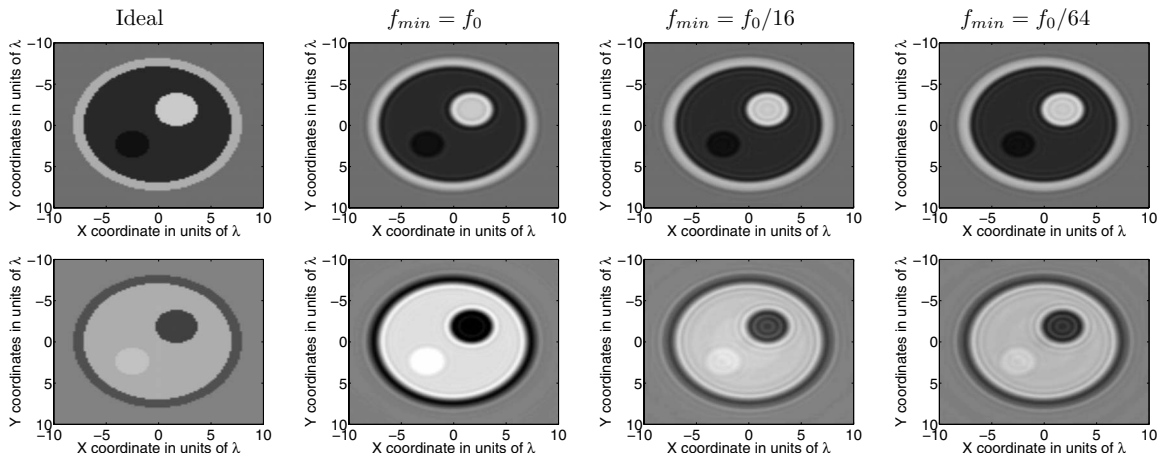 Ideal
f_min = f_0
f_min = f_0/16
f_min = f_0/64
Y coordinates in units of λ
−10
−5
0
5
10
−10 −5 0 5 10
X coordinate in units of λ
Y coordinates in units of λ
−10
−5
0
5
10
−10 −5 0 5 10
X coordinate in units of λ
Y coordinates in units of λ
−10
−5
0
5
10
−10 −5 0 5 10
X coordinate in units of λ
Y coordinates in units of λ
−10
−5
0
5
10
−10 −5 0 5 10
X coordinate in units of λ
Y coordinates in units of λ
−10
−5
0
5
10
−10 −5 0 5 10
X coordinate in units of λ
Y coordinates in units of λ
−10
−5
0
5
10
−10 −5 0 5 10
X coordinate in units of λ
Y coordinates in units of λ
−10
−5
0
5
10
−10 −5 0 5 10
X coordinate in units of λ
Y coordinates in units of λ
−10
−5
0
5
10
−10 −5 0 5 10
X coordinate in units of λ